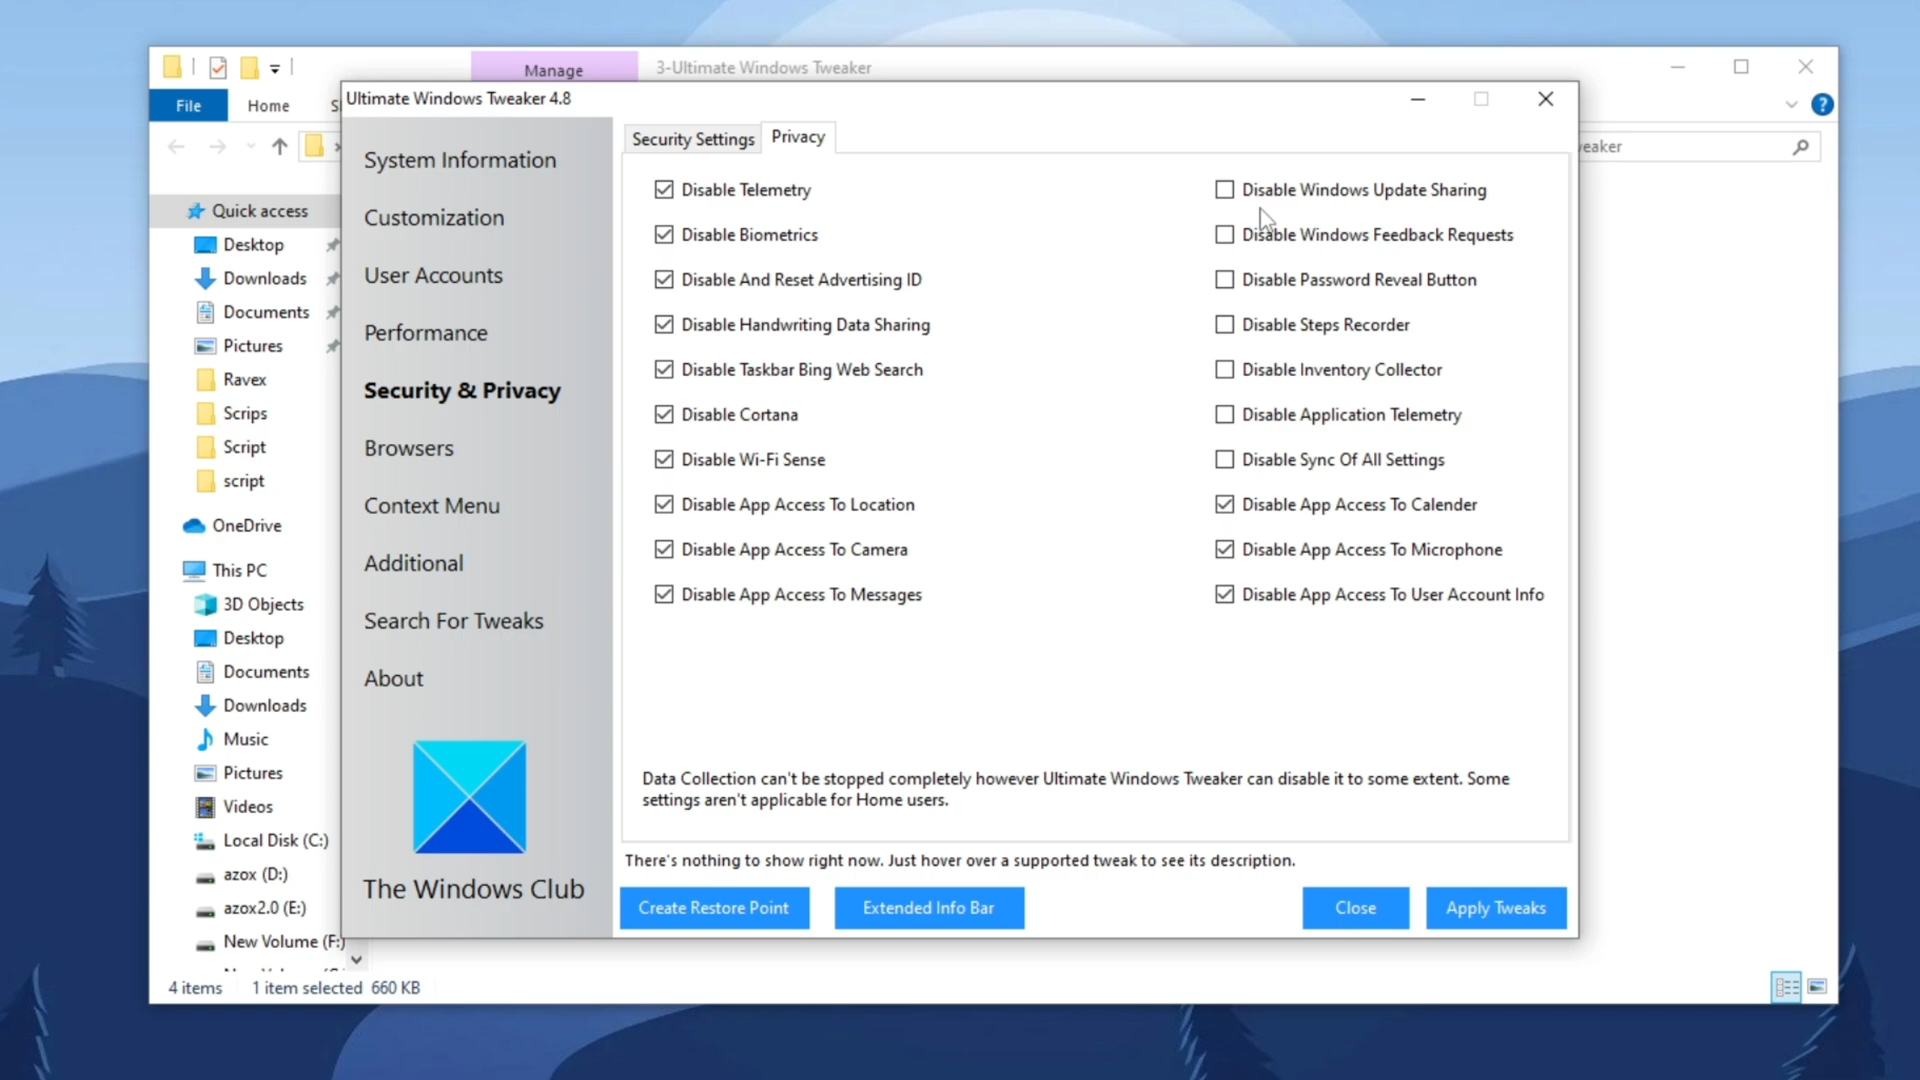 Manage
3-Ultimate Windows Tweaker
File
Home
Ultimate Windows Tweaker 4.8
eaker
Quick access
Desktop
Downloads
Documents
Pictures
Ravex
Scrips
Script
script
OneDrive
This PC
3D Objects
Desktop
Documents
Downloads
Music
Pictures
Videos
Local Disk (C:)
azox (D:)
azox2.0 (E:)
New Volume (F:)
4 items
1 item selected 660 KB
System Information
Customization
User Accounts
Performance
Security & Privacy
Browsers
Context Menu
Additional
Search For Tweaks
About
The Windows Club
Security Settings
Privacy
Disable Telemetry
Disable Biometrics
Disable And Reset Advertising ID
Disable Handwriting Data Sharing
Disable Taskbar Bing Web Search
Disable Cortana
Disable Wi-Fi Sense
Disable App Access To Location
Disable App Access To Camera
Disable App Access To Messages
Disable Windows Update Sharing
Disable Windows Feedback Requests
Disable Password Reveal Button
Disable Steps Recorder
Disable Inventory Collector
Disable Application Telemetry
Disable Sync Of All Settings
Disable App Access To Calender
Disable App Access To Microphone
Disable App Access To User Account Info
Data Collection can't be stopped completely however Ultimate Windows Tweaker can disable it to some extent. Some
settings aren't applicable for Home users.
There's nothing to show right now. Just hover over a supported tweak to see its description.
Create Restore Point
Extended Info Bar
Close
Apply Tweaks